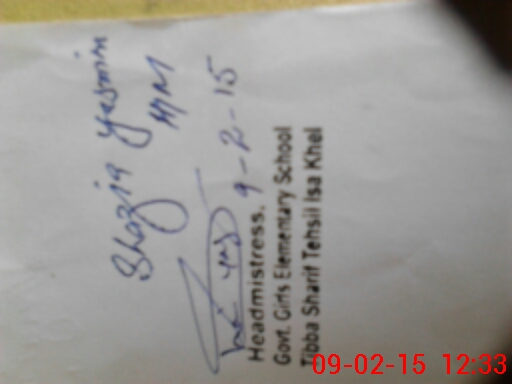 Shazia Yasmin
HM
9-2-15
Headmistress.
Govt. Girls Elementary School
Tibba Sharif Tehsil Isa Khel
09-02-15 12:33